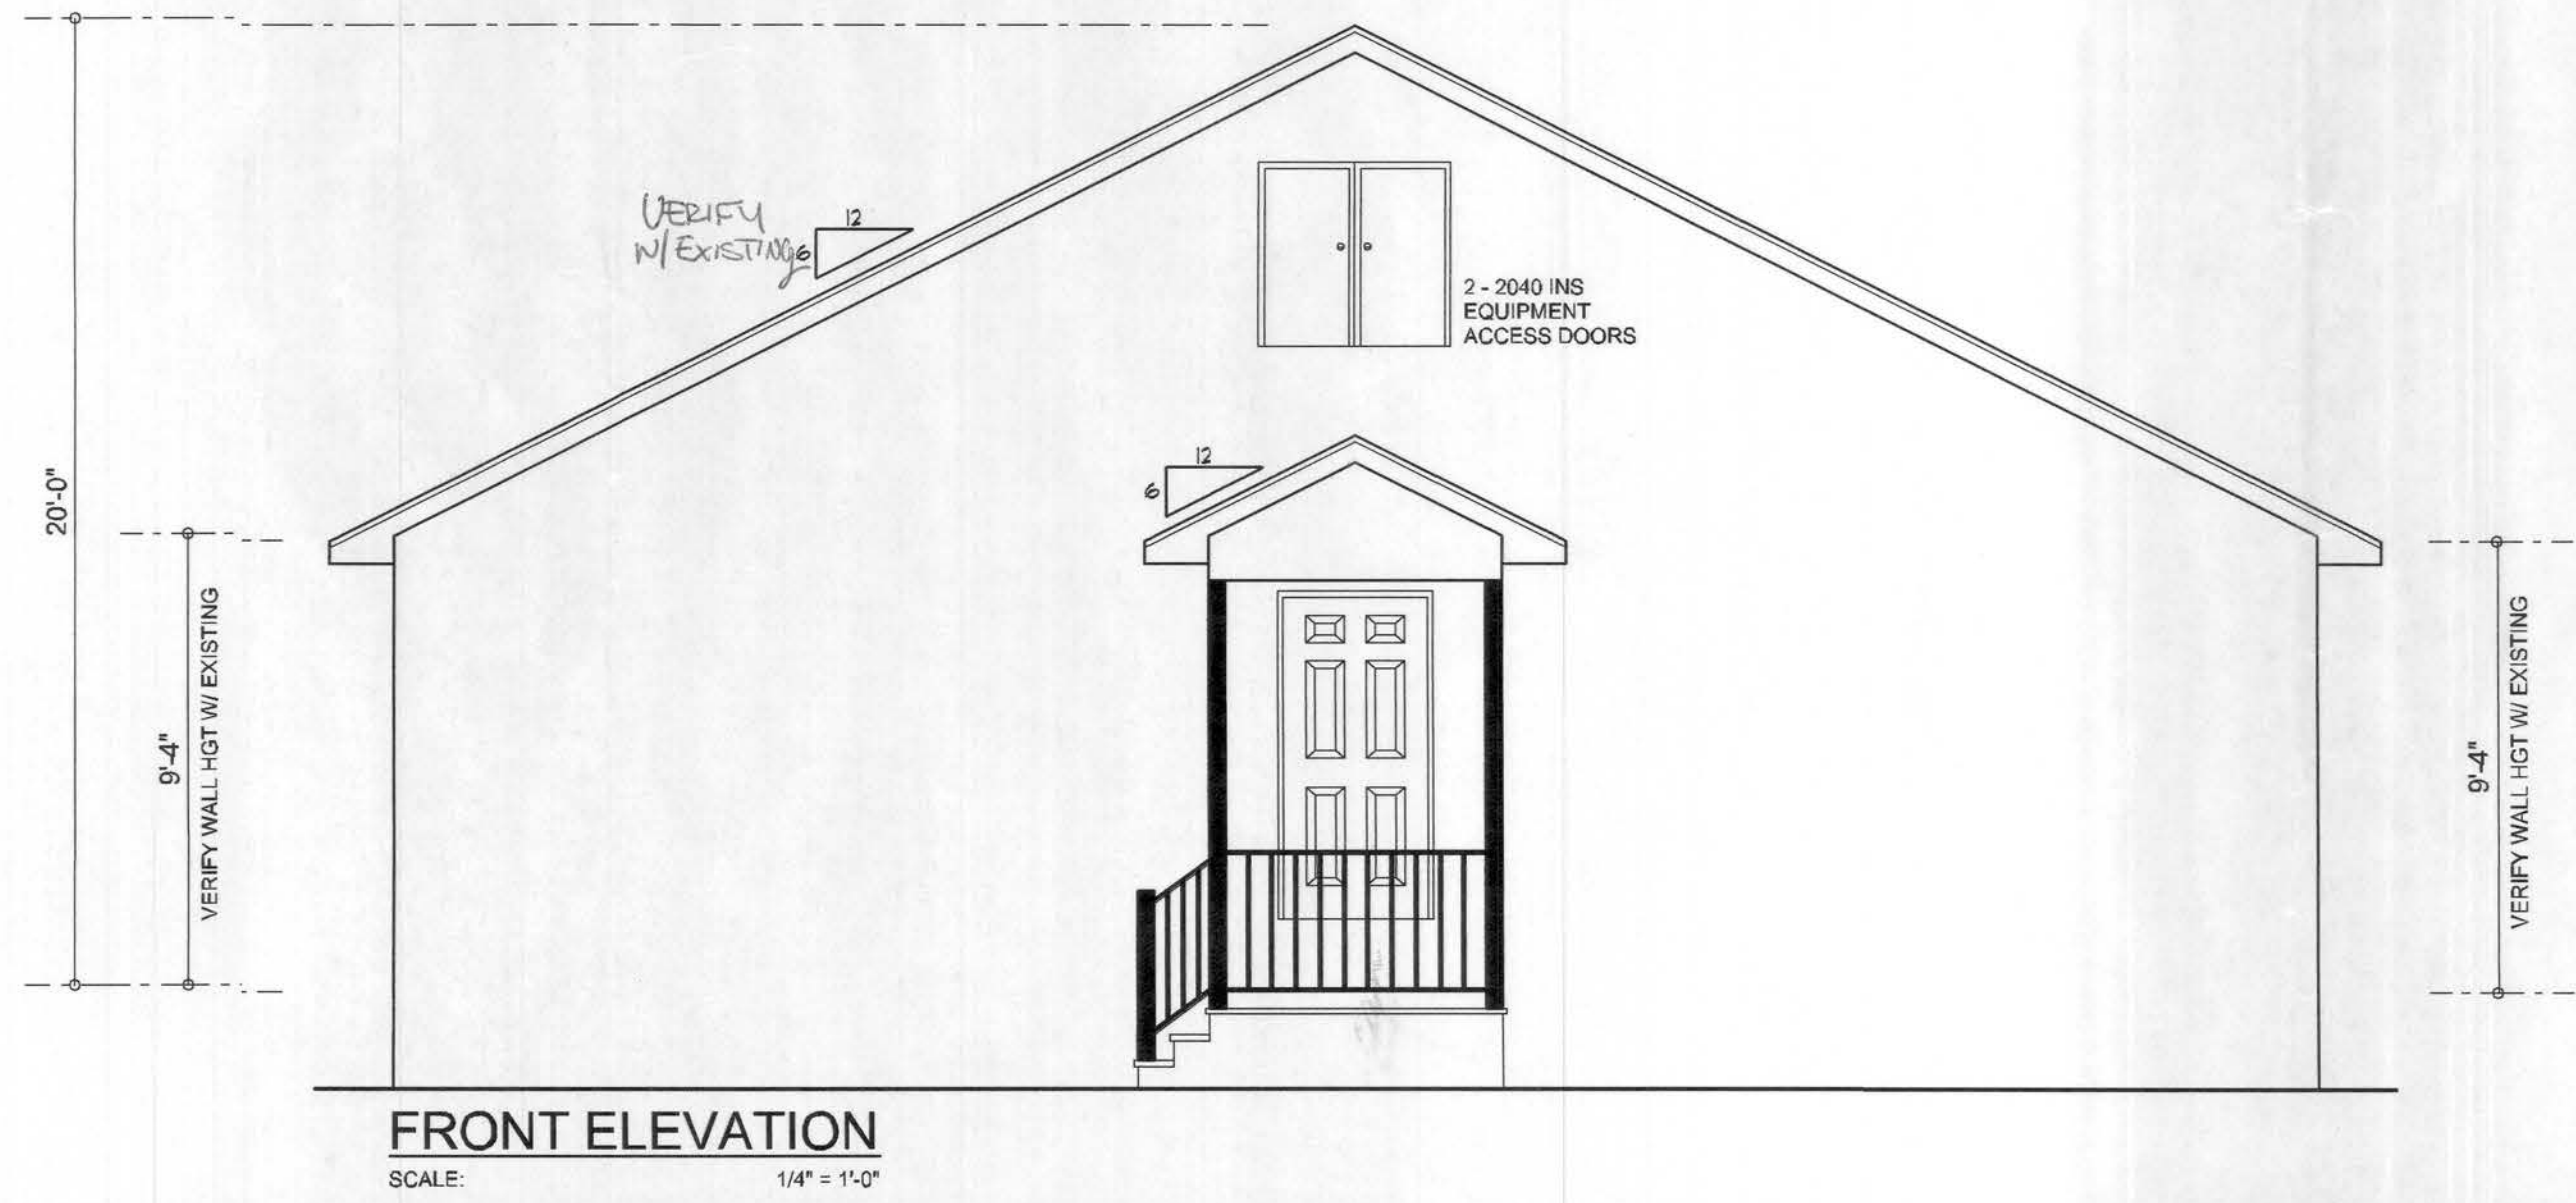 VERIFY
W/ EXISTING
12
6
2 - 2040 INS
EQUIPMENT
ACCESS DOORS
12
6
20'-0"
9'-4"
VERIFY WALL HGT W/ EXISTING
9'-4"
VERIFY WALL HGT W/ EXISTING
FRONT ELEVATION
SCALE: 1/4" = 1'-0"